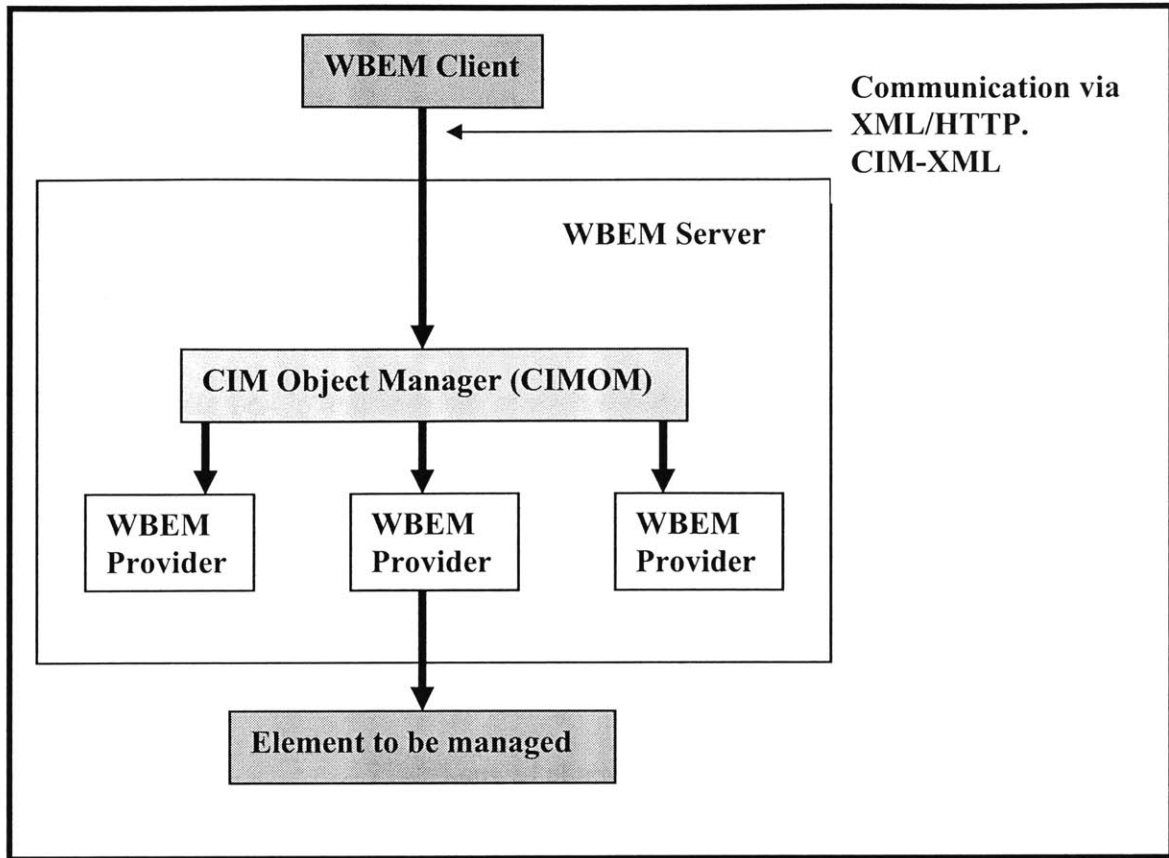 WBEM Client
Communication via
XML/HTTP.
CIM-XML
WBEM Server
CIM Object Manager (CIMOM)
WBEM
Provider
WBEM
Provider
WBEM
Provider
Element to be managed